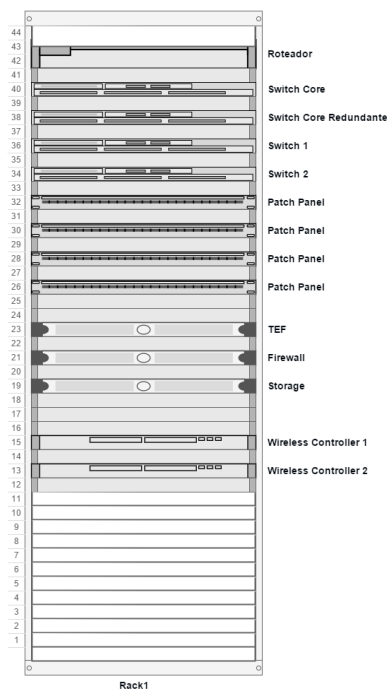 44
43
Roteador
42
41
40 Switch Core
39
38 Switch Core Redundante
37
36 Switch 1
35
34 Switch 2
33
32 Patch Panel
31
30 Patch Panel
29
28 Patch Panel
27
26 Patch Panel
25
24
23 TEF
22
21 Firewall
20
19 Storage
18
17
16
15 Wireless Controller 1
14
13 Wireless Controller 2
12
11
10
9
8
7
6
5
4
3
2
1
Rack1